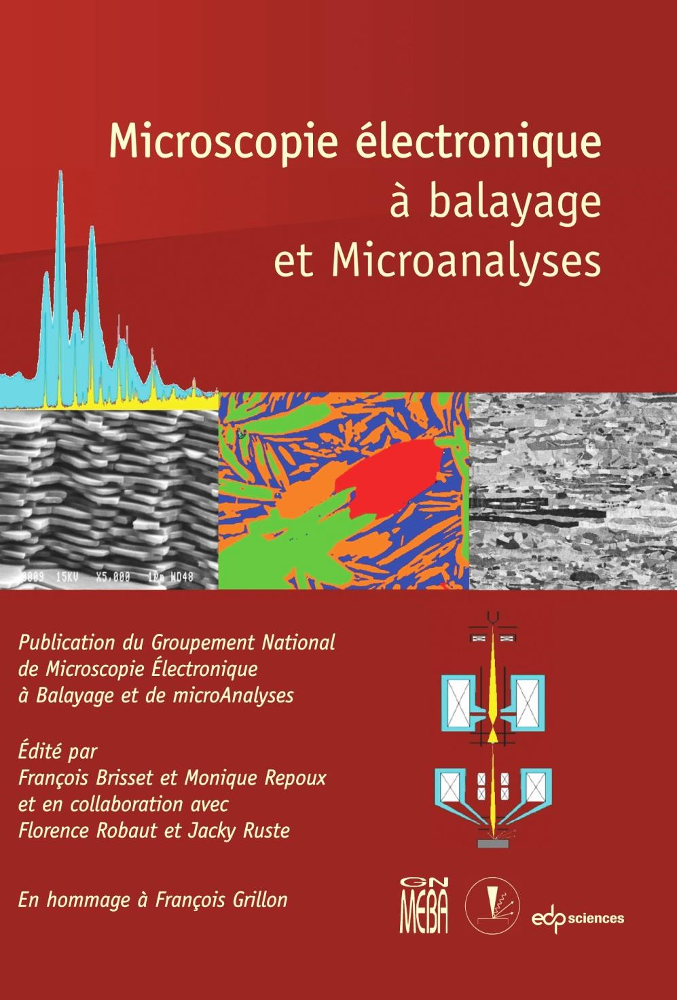 Microscopie électronique
à balayage
et Microanalyses
15KV X5,000 WD48
Publication du Groupement National
de Microscopie Électronique
à Balayage et de microAnalyses
Édité par
François Brisset et Monique Repoux
et en collaboration avec
Florence Robaut et Jacky Ruste
En hommage à François Grillon
GN
MEBA
edp sciences